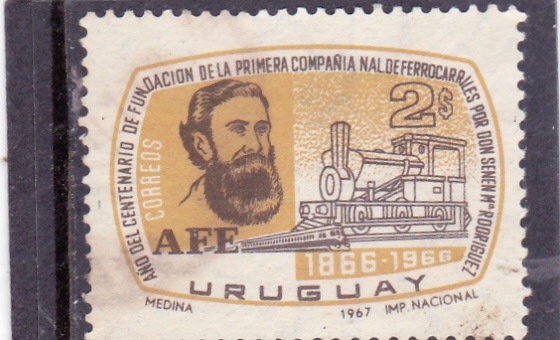 AÑO DEL CENTENARIO DE FUNDACION DE LA PRIMERA COMPAÑIA NAL DE FERROCARRILES POR DON SENEN Mª RODRIGUEZ
CORREOS
2$
AFE
1866-1966
URUGUAY
MEDINA
1967 IMP. NACIONAL